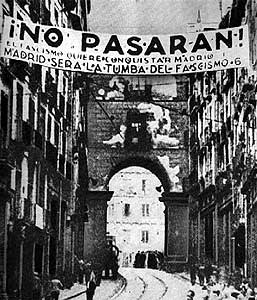 ¡NO PASARAN!
EL FASCISMO QUIERE CONQUISTAR MADRID
MADRID SERA LA TUMBA DEL FASCISMO